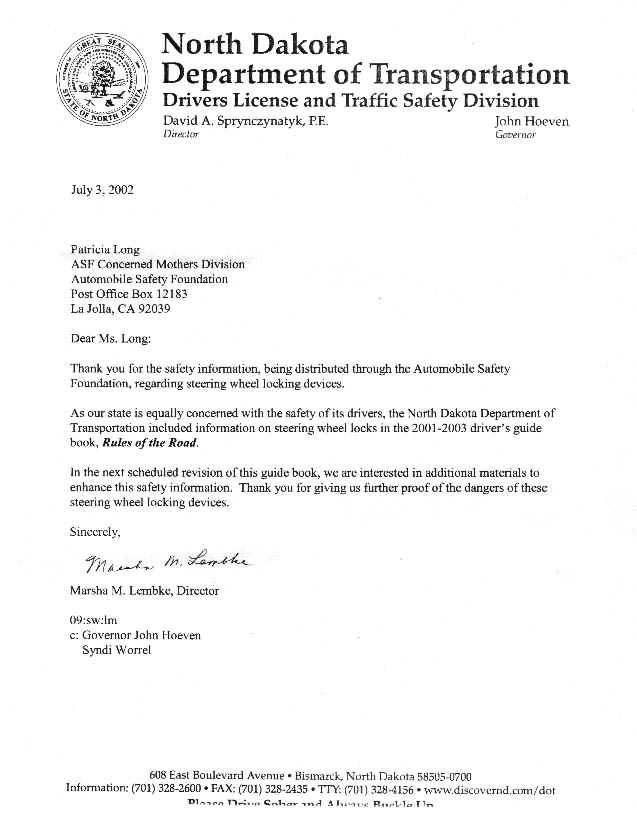 GREAT SEAL
STATE OF NORTH DAKOTA
North Dakota
Department of Transportation
Drivers License and Traffic Safety Division
David A. Sprynczynatyk, P.E. John Hoeven
Director Governor
July 3, 2002
Patricia Long
ASF Concerned Mothers Division
Automobile Safety Foundation
Post Office Box 12183
La Jolla, CA 92039
Dear Ms. Long:
Thank you for the safety information, being distributed through the Automobile Safety
Foundation, regarding steering wheel locking devices.
As our state is equally concerned with the safety of its drivers, the North Dakota Department of
Transportation included information on steering wheel locks in the 2001-2003 driver's guide
book, Rules of the Road.
In the next scheduled revision of this guide book, we are interested in additional materials to
enhance this safety information. Thank you for giving us further proof of the dangers of these
steering wheel locking devices.
Sincerely,
Marsha M. Lembke
Marsha M. Lembke, Director
09:sw:lm
c: Governor John Hoeven
Syndi Worrel
608 East Boulevard Avenue • Bismarck, North Dakota 58505-0700
Information: (701) 328-2600 • FAX: (701) 328-2435 • TTY: (701) 328-4156 • www.discovernd.com/dot
Please Drive Sober and Always Buckle Up